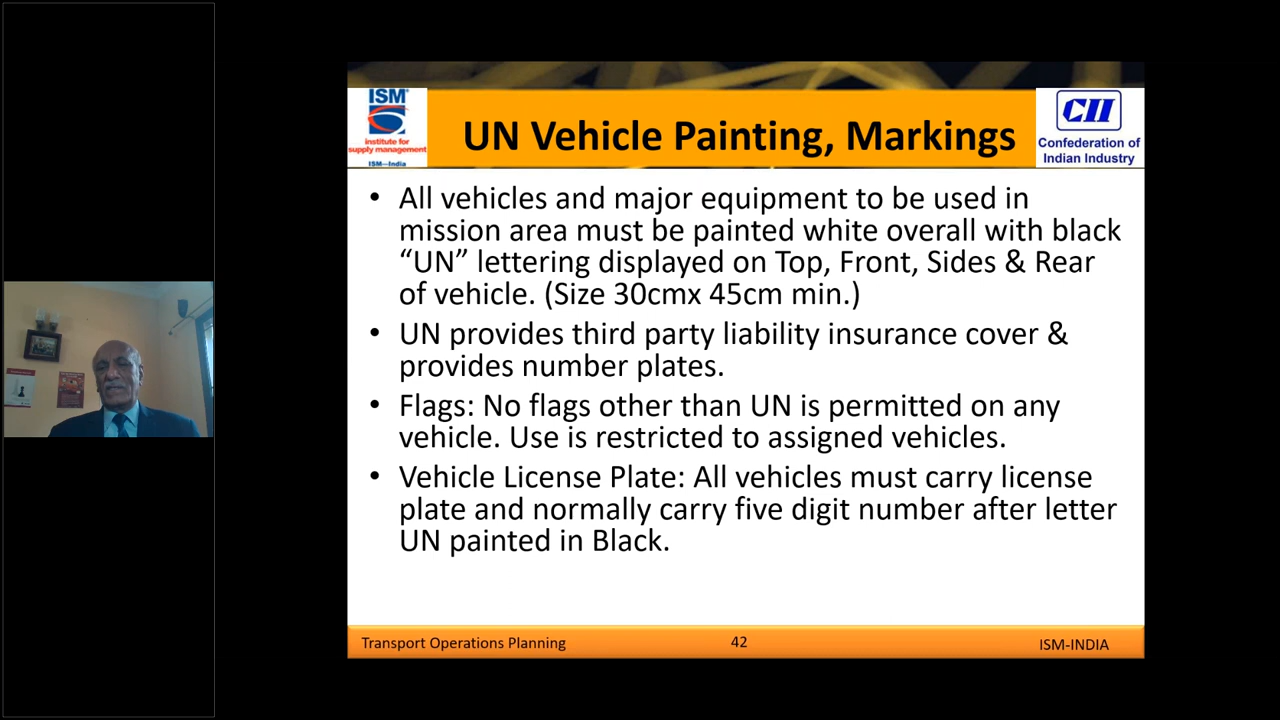 ISM®
institute for
supply management
ISM—India
UN Vehicle Painting, Markings
CII
Confederation of
Indian Industry
• All vehicles and major equipment to be used in
mission area must be painted white overall with black
“UN” lettering displayed on Top, Front, Sides & Rear
of vehicle. (Size 30cmx 45cm min.)
• UN provides third party liability insurance cover &
provides number plates.
• Flags: No flags other than UN is permitted on any
vehicle. Use is restricted to assigned vehicles.
• Vehicle License Plate: All vehicles must carry license
plate and normally carry five digit number after letter
UN painted in Black.
Transport Operations Planning
42
ISM-INDIA